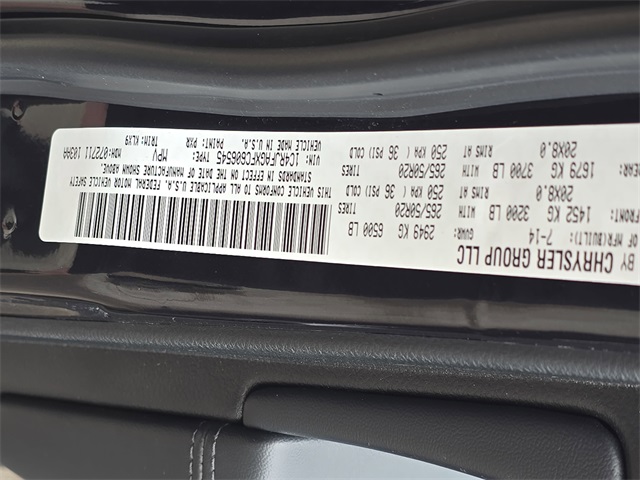 BY CHRYSLER GROUP LLC
OF MFR(BUILT): 7-14 GVWR: 2949 KG 6500 LB
RONT: 1452 KG WITH 3200 LB TIRES 265/50R20 RIMS AT 20X8.0 250 KPA ( 36 PSI) COLD
1679 KG WITH 3700 LB TIRES 265/50R20 RIMS AT 20X8.0 250 KPA ( 36 PSI) COLD
THIS VEHICLE CONFORMS TO ALL APPLICABLE U.S.A. FEDERAL MOTOR VEHICLE SAFETY
STANDARDS IN EFFECT ON THE DATE OF MANUFACTURE SHOWN ABOVE.
VIN: 1C4RJFAGXFC606545 TYPE: MPV MDH:072711 103AA
VEHICLE MADE IN U.S.A. PAINT: PXR TRIM: KLX9